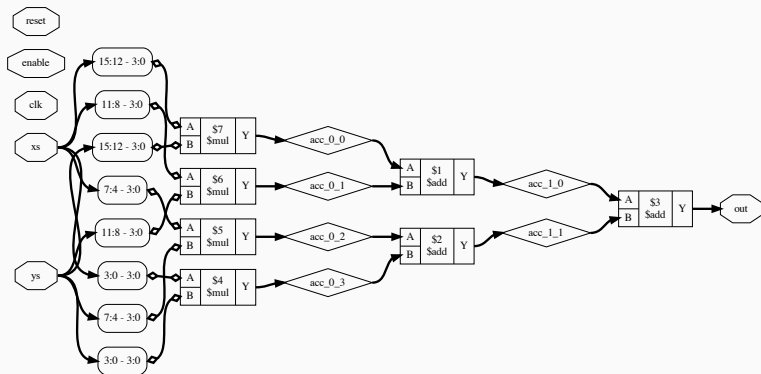 reset
enable
clk
xs
ys
15:12 - 3:0
11:8 - 3:0
15:12 - 3:0
7:4 - 3:0
11:8 - 3:0
3:0 - 3:0
7:4 - 3:0
3:0 - 3:0
A
B
$7
$mul
Y
A
B
$6
$mul
Y
A
B
$5
$mul
Y
A
B
$4
$mul
Y
acc_0_0
acc_0_1
acc_0_2
acc_0_3
A
B
$1
$add
Y
A
B
$2
$add
Y
acc_1_0
acc_1_1
A
B
$3
$add
Y
out